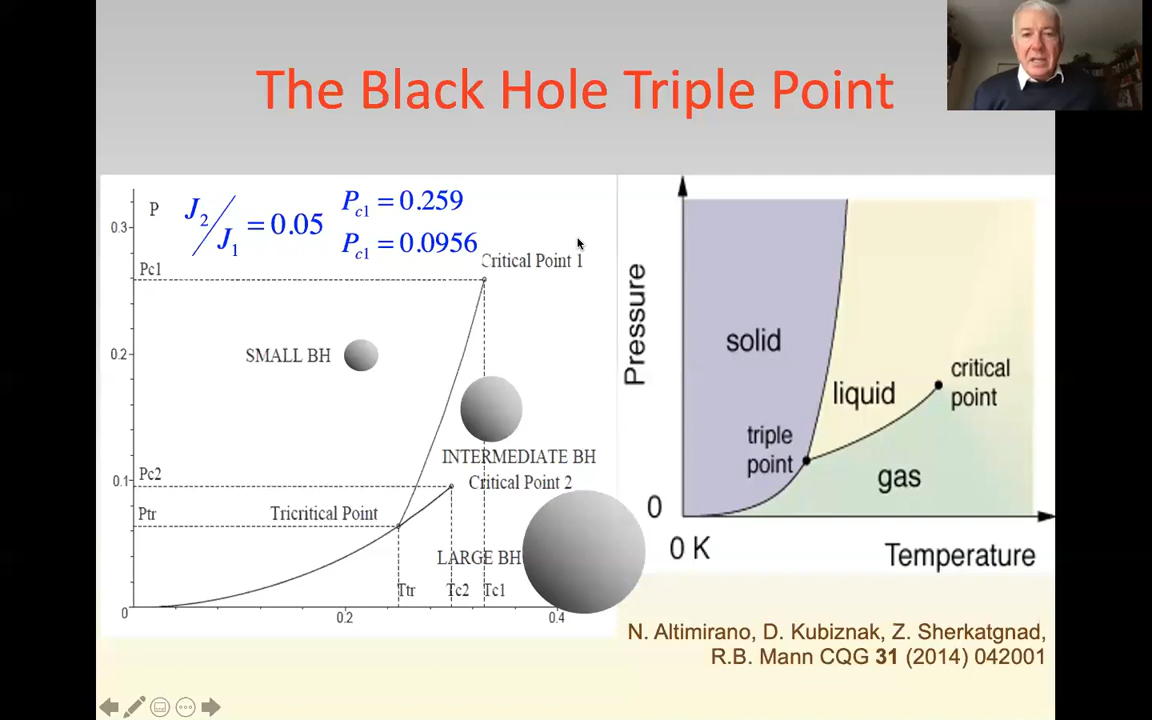 The Black Hole Triple Point
P
J2/J1 = 0.05
Pc1 = 0.259
Pc1 = 0.0956
0.3
Pc1
Critical Point 1
0.2
SMALL BH
INTERMEDIATE BH
Pc2
0.1
Critical Point 2
Ptr
Tricritical Point
LARGE BH
Ttr
Tc2
Tc1
0
0.2
0.4
Pressure
solid
liquid
critical
point
triple
point
gas
0
0 K
Temperature
N. Altimirano, D. Kubiznak, Z. Sherkatgnad,
R.B. Mann CQG 31 (2014) 042001